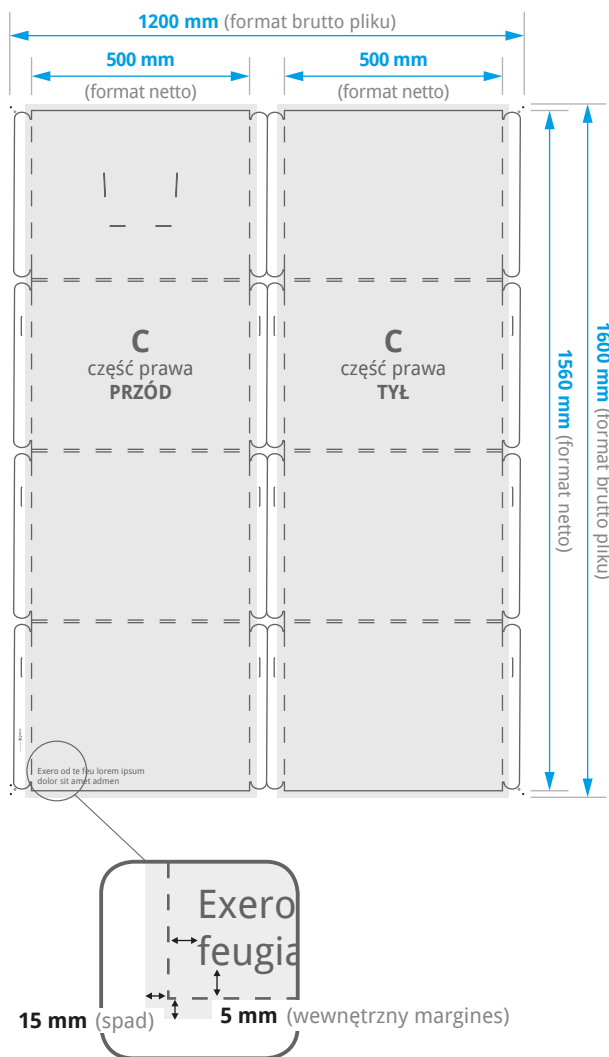 1200 mm (format brutto pliku)
500 mm
(format netto)
500 mm
(format netto)
C
część prawa
PRZÓD
C
część prawa
TYŁ
1560 mm (format netto)
1600 mm (format brutto pliku)
Exero od te feu lorem ipsum
dolor sit amet admen
Exero
feugia
15 mm (spad)
5 mm (wewnętrzny margines)